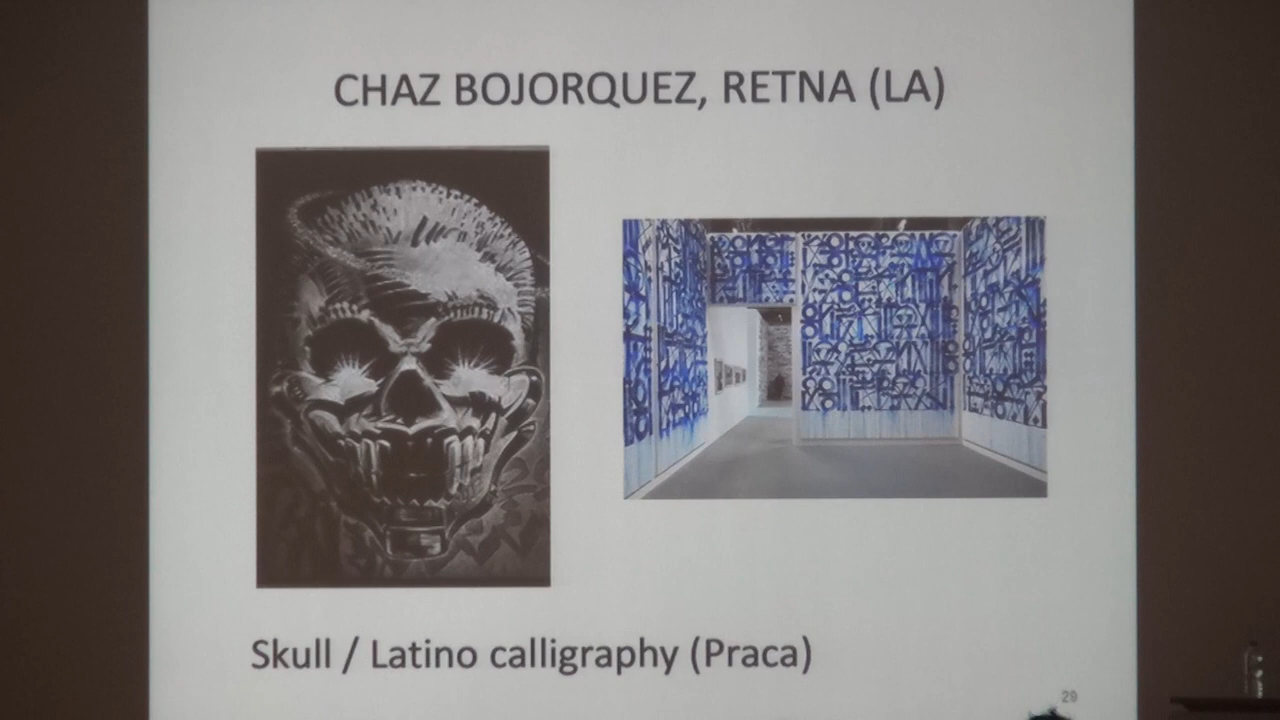 CHAZ BOJORQUEZ, RETNA (LA)
Skull / Latino calligraphy (Praca)
29